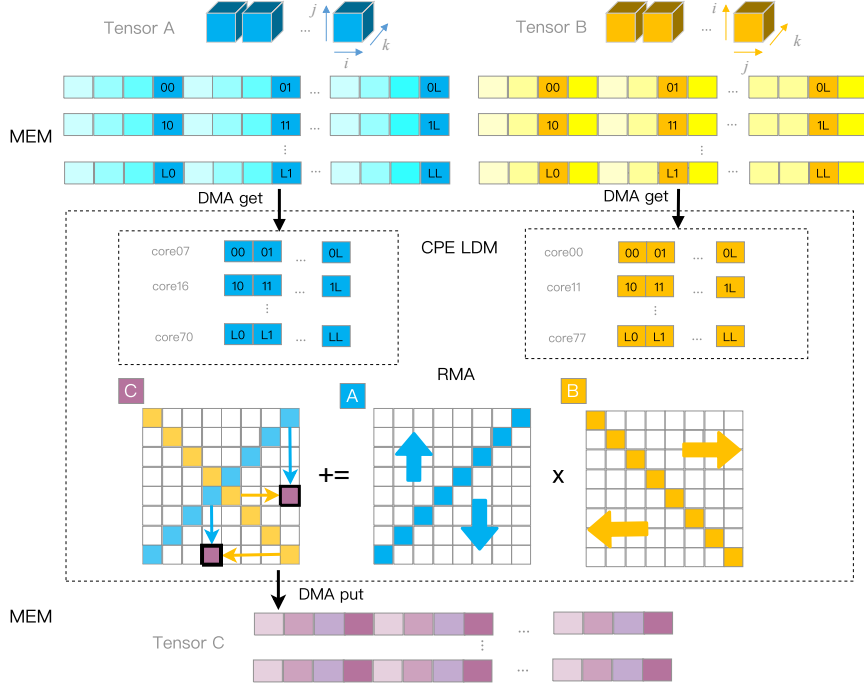 Tensor A ... j i k
Tensor B ... i j k
00 01 ... 0L
00 01 ... 0L
MEM
10 11 ... 1L
10 11 ... 1L
⋮ ⋮
L0 L1 ... LL
L0 L1 ... LL
DMA get
DMA get
CPE LDM
core07 00 01 ... 0L
core16 10 11 ... 1L
⋮
core70 L0 L1 ... LL
core00 00 01 ... 0L
core11 10 11 ... 1L
⋮
core77 L0 L1 ... LL
RMA
C A B
+= x
DMA put
MEM
Tensor C
...
⋮
...